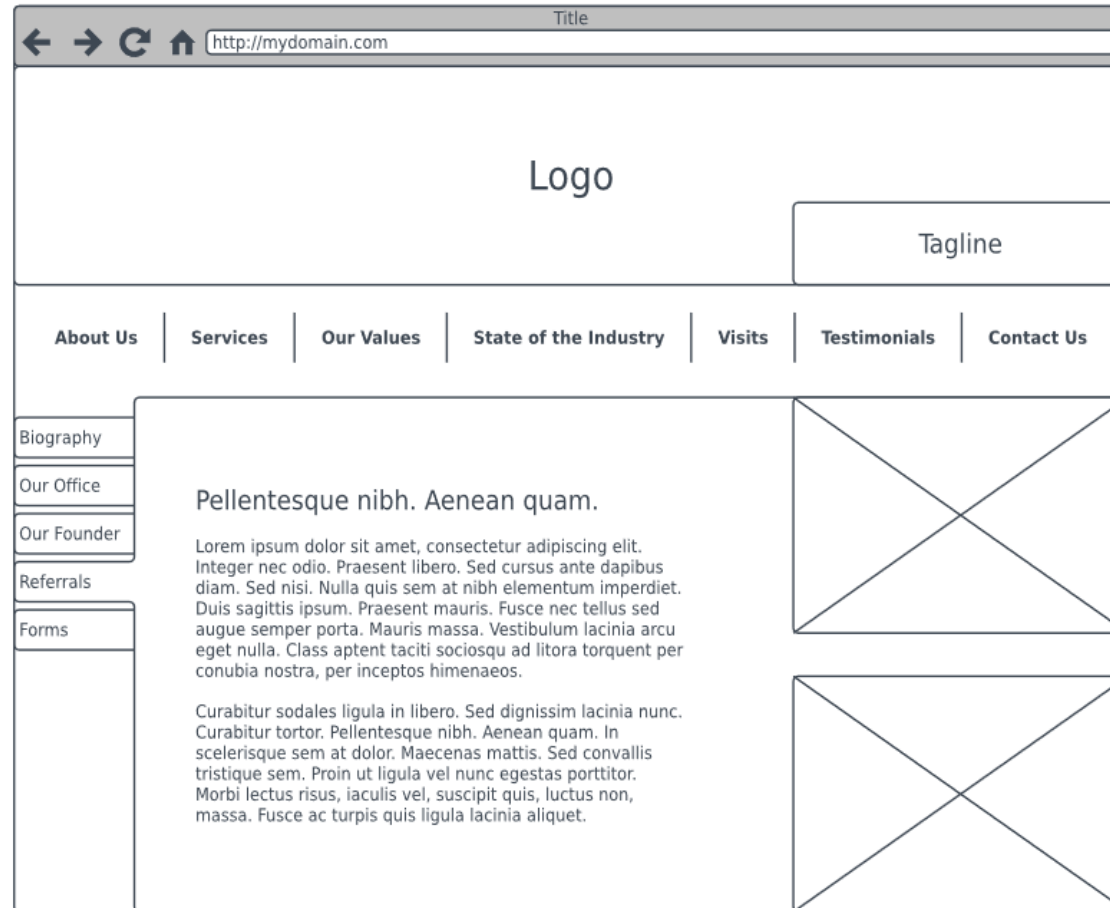 Title
http://mydomain.com
Logo
Tagline
About Us
Services
Our Values
State of the Industry
Visits
Testimonials
Contact Us
Biography
Our Office
Our Founder
Referrals
Forms
Pellentesque nibh. Aenean quam.
Lorem ipsum dolor sit amet, consectetur adipiscing elit.
Integer nec odio. Praesent libero. Sed cursus ante dapibus
diam. Sed nisi. Nulla quis sem at nibh elementum imperdiet.
Duis sagittis ipsum. Praesent mauris. Fusce nec tellus sed
augue semper porta. Mauris massa. Vestibulum lacinia arcu
eget nulla. Class aptent taciti sociosqu ad litora torquent per
conubia nostra, per inceptos himenaeos.
Curabitur sodales ligula in libero. Sed dignissim lacinia nunc.
Curabitur tortor. Pellentesque nibh. Aenean quam. In
scelerisque sem at dolor. Maecenas mattis. Sed convallis
tristique sem. Proin ut ligula vel nunc egestas porttitor.
Morbi lectus risus, iaculis vel, suscipit quis, luctus non,
massa. Fusce ac turpis quis ligula lacinia aliquet.